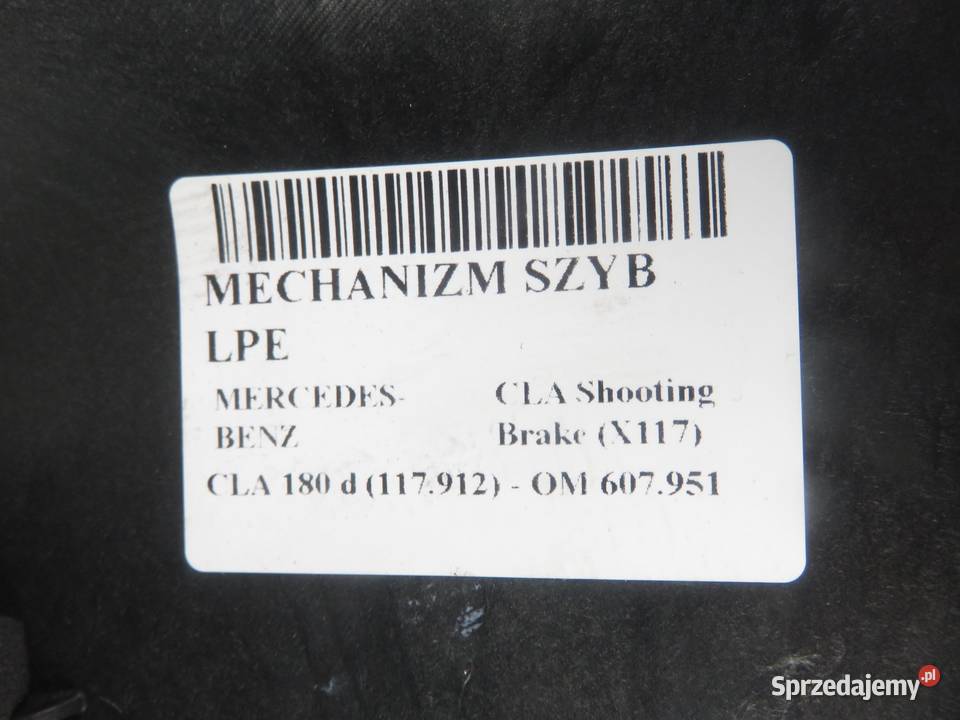 MECHANIZM SZYB
LPE
MERCEDES-
BENZ
CLA Shooting
Brake (X117)
CLA 180 d (117.912) - OM 607.951
Sprzedajemy.pl